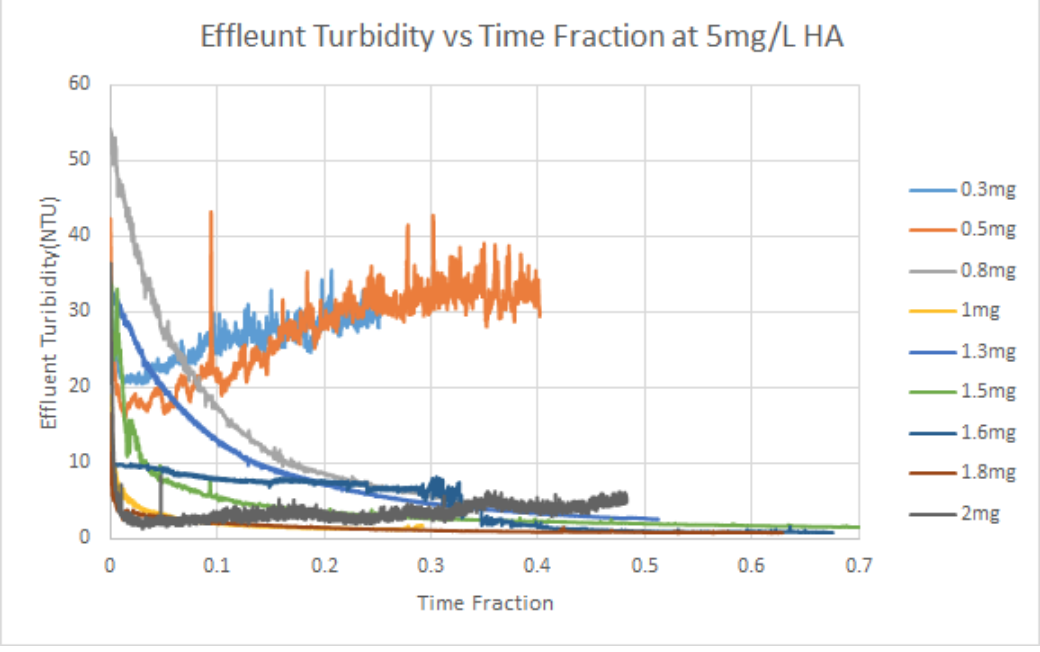 Effleunt Turbidity vs Time Fraction at 5mg/L HA
60
50
40
30
20
10
0
Effluent Turibidity(NTU)
0 0.1 0.2 0.3 0.4 0.5 0.6 0.7
Time Fraction
0.3mg
0.5mg
0.8mg
1mg
1.3mg
1.5mg
1.6mg
1.8mg
2mg